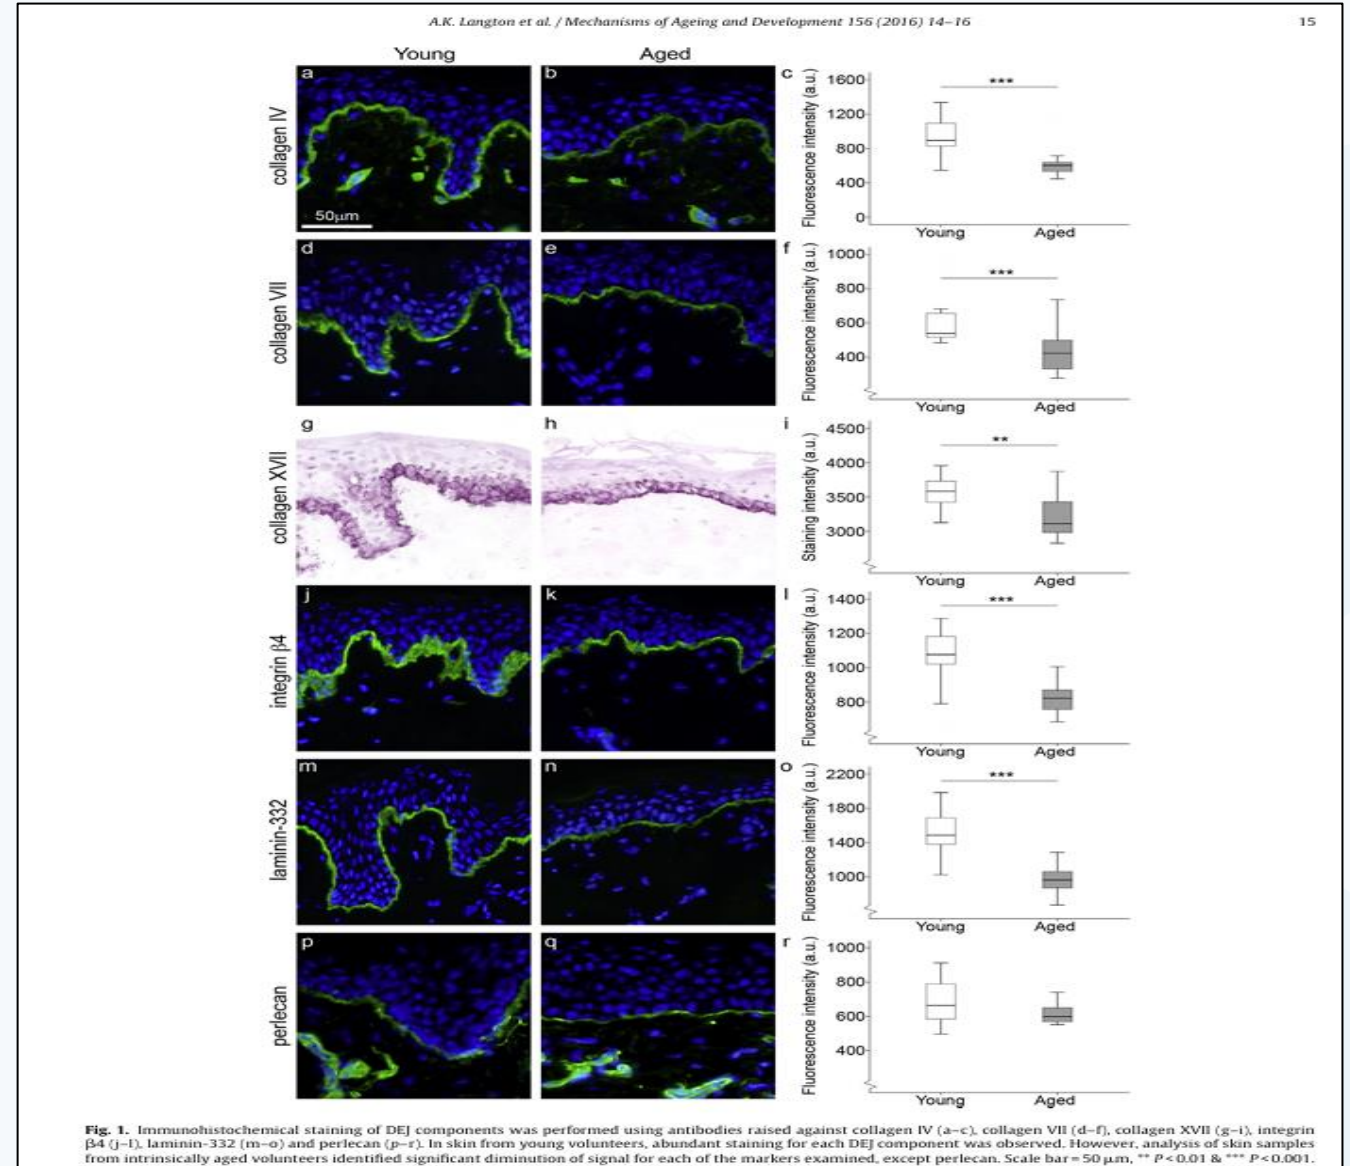 A.K. Langton et al. / Mechanisms of Ageing and Development 156 (2016) 14–16 15
Young Aged
collagen IV
a b c
50µm
Fluorescence intensity (a.u.)
1600
1200
800
400
0
***
Young Aged
collagen VII
d e f
Fluorescence intensity (a.u.)
1000
800
600
400
***
Young Aged
collagen XVII
g h i
Staining intensity (a.u.)
4500
4000
3500
3000
**
Young Aged
integrin β4
j k l
Fluorescence intensity (a.u.)
1400
1200
1000
800
***
Young Aged
laminin-332
m n o
Fluorescence intensity (a.u.)
2200
1800
1400
1000
***
Young Aged
perlecan
p q r
Fluorescence intensity (a.u.)
1000
800
600
400
Young Aged
Fig. 1. Immunohistochemical staining of DEJ components was performed using antibodies raised against collagen IV (a–c), collagen VII (d–f), collagen XVII (g–i), integrin
β4 (j–l), laminin-332 (m–o) and perlecan (p–r). In skin from young volunteers, abundant staining for each DEJ component was observed. However, analysis of skin samples
from intrinsically aged volunteers identified significant diminution of signal for each of the markers examined, except perlecan. Scale bar = 50 µm, ** P < 0.01 & *** P < 0.001.